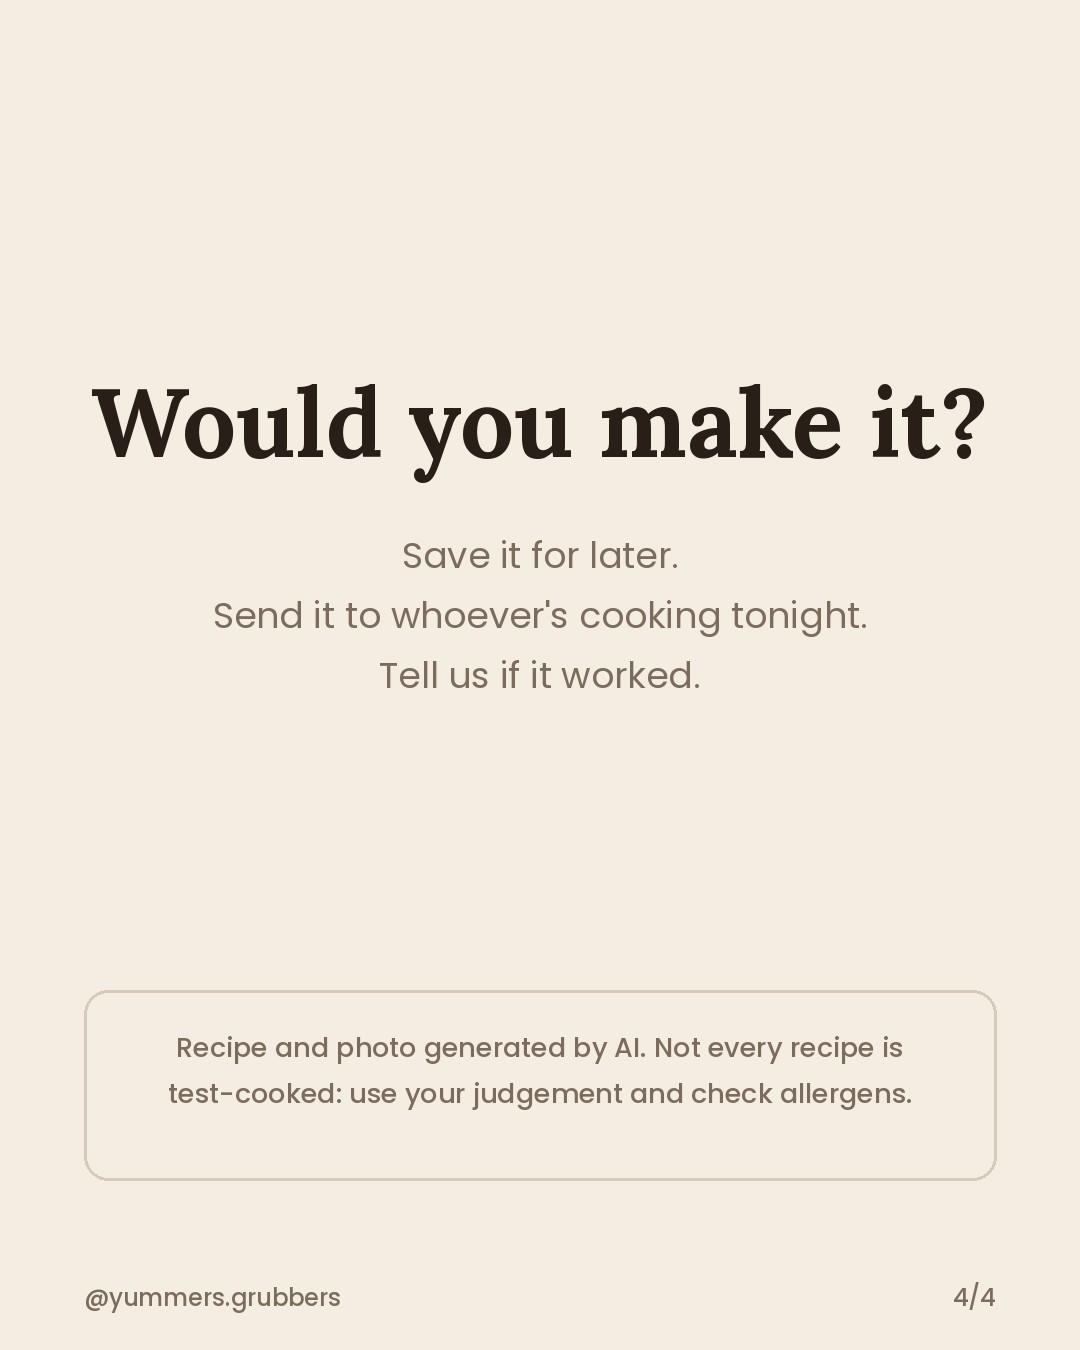 Would you make it?
Save it for later.
Send it to whoever's cooking tonight.
Tell us if it worked.
Recipe and photo generated by AI. Not every recipe is
test-cooked: use your judgement and check allergens.
@yummers.grubbers
4/4